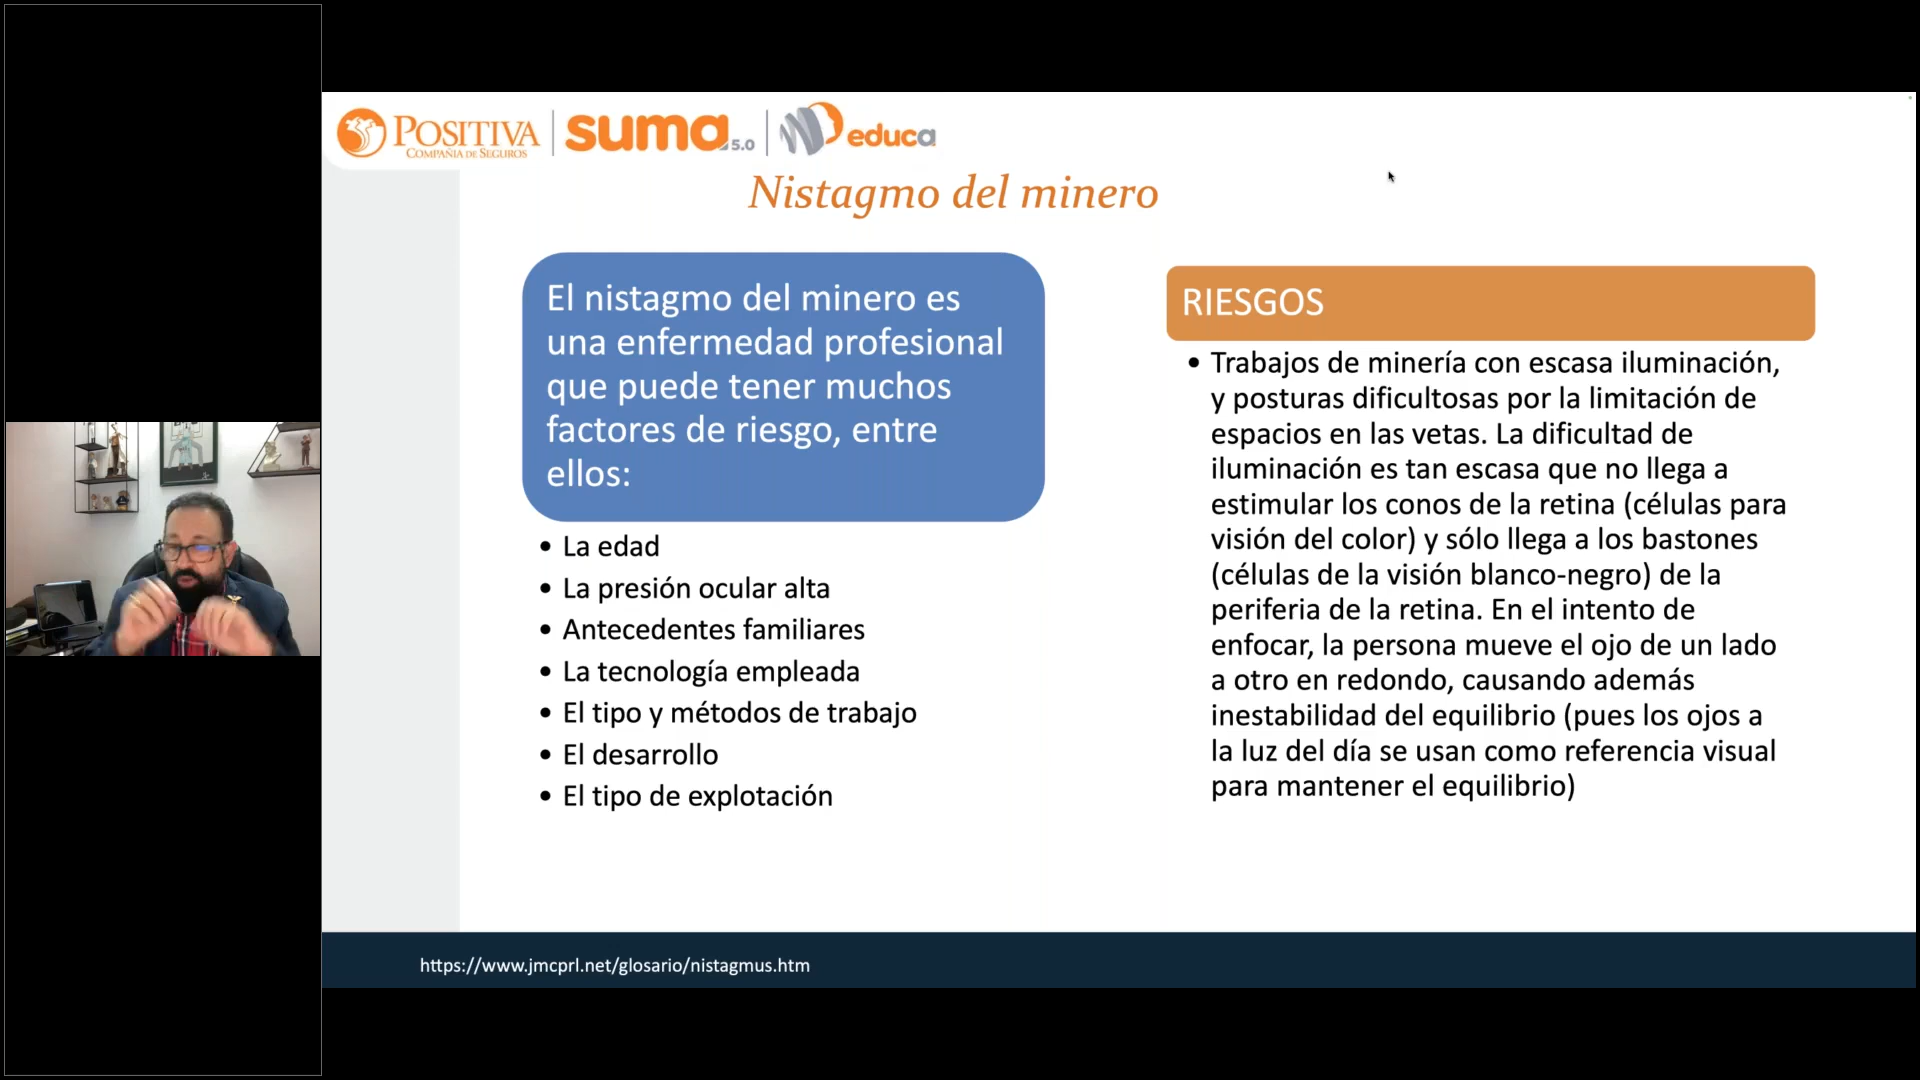 POSITIVA
COMPAÑÍA DE SEGUROS
suma 5.0
educa
Nistagmo del minero
El nistagmo del minero es
una enfermedad profesional
que puede tener muchos
factores de riesgo, entre
ellos:
• La edad
• La presión ocular alta
• Antecedentes familiares
• La tecnología empleada
• El tipo y métodos de trabajo
• El desarrollo
• El tipo de explotación
RIESGOS
• Trabajos de minería con escasa iluminación,
y posturas dificultosas por la limitación de
espacios en las vetas. La dificultad de
iluminación es tan escasa que no llega a
estimular los conos de la retina (células para
visión del color) y sólo llega a los bastones
(células de la visión blanco-negro) de la
periferia de la retina. En el intento de
enfocar, la persona mueve el ojo de un lado
a otro en redondo, causando además
inestabilidad del equilibrio (pues los ojos a
la luz del día se usan como referencia visual
para mantener el equilibrio)
https://www.jmcprl.net/glosario/nistagmus.htm